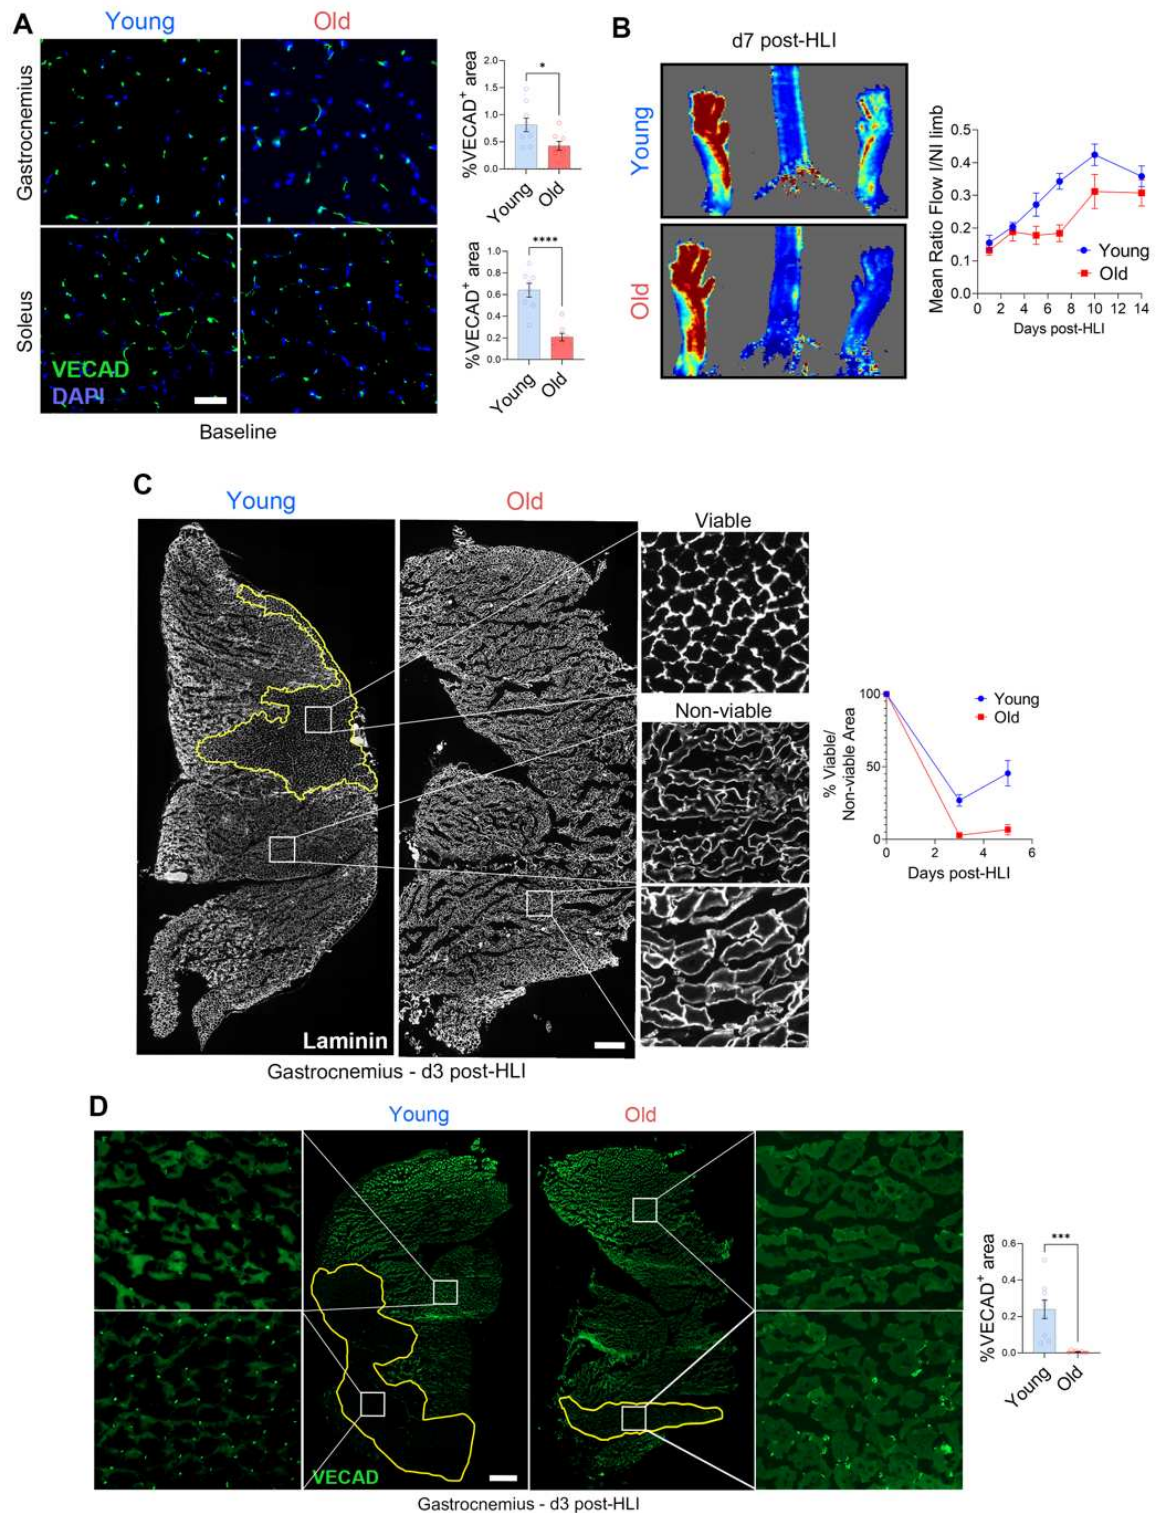 A
Young
Old
Gastrocnemius
Soleus
VECAD
DAPI
Baseline
%VECAD+ area
2.0
1.5
1.0
0.5
0.0
*
Young
Old
%VECAD+ area
1.0
0.8
0.6
0.4
0.2
0.0
****
Young
Old
B
d7 post-HLI
Young
Old
Mean Ratio Flow I/NI limb
0.5
0.4
0.3
0.2
0.1
0.0
Young
Old
0 2 4 6 8 10 12 14
Days post-HLI
C
Young
Old
Viable
Non-viable
Laminin
Gastrocnemius - d3 post-HLI
% Viable/
Non-viable Area
100
50
0
Young
Old
0 2 4 6
Days post-HLI
D
Young
Old
VECAD
Gastrocnemius - d3 post-HLI
%VECAD+ area
0.6
0.4
0.2
0.0
***
Young
Old